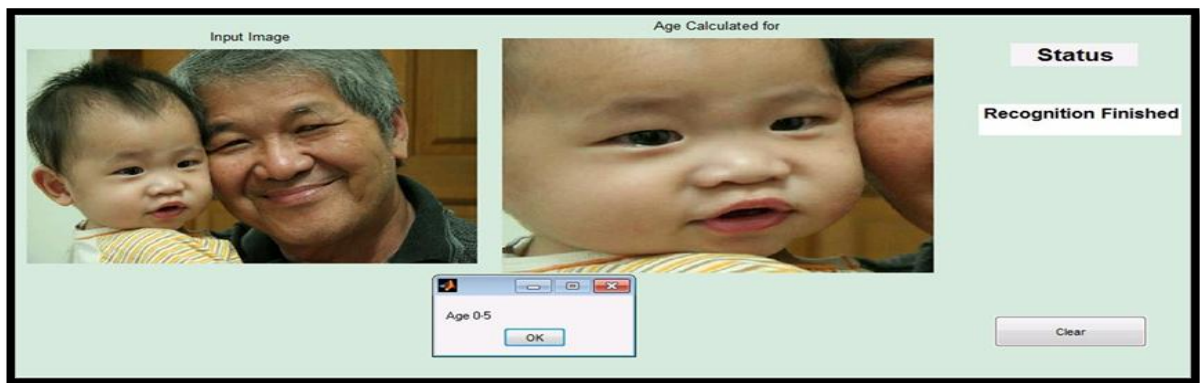 Input Image
Age Calculated for
Status
Recognition Finished
Age 0-5
OK
Clear